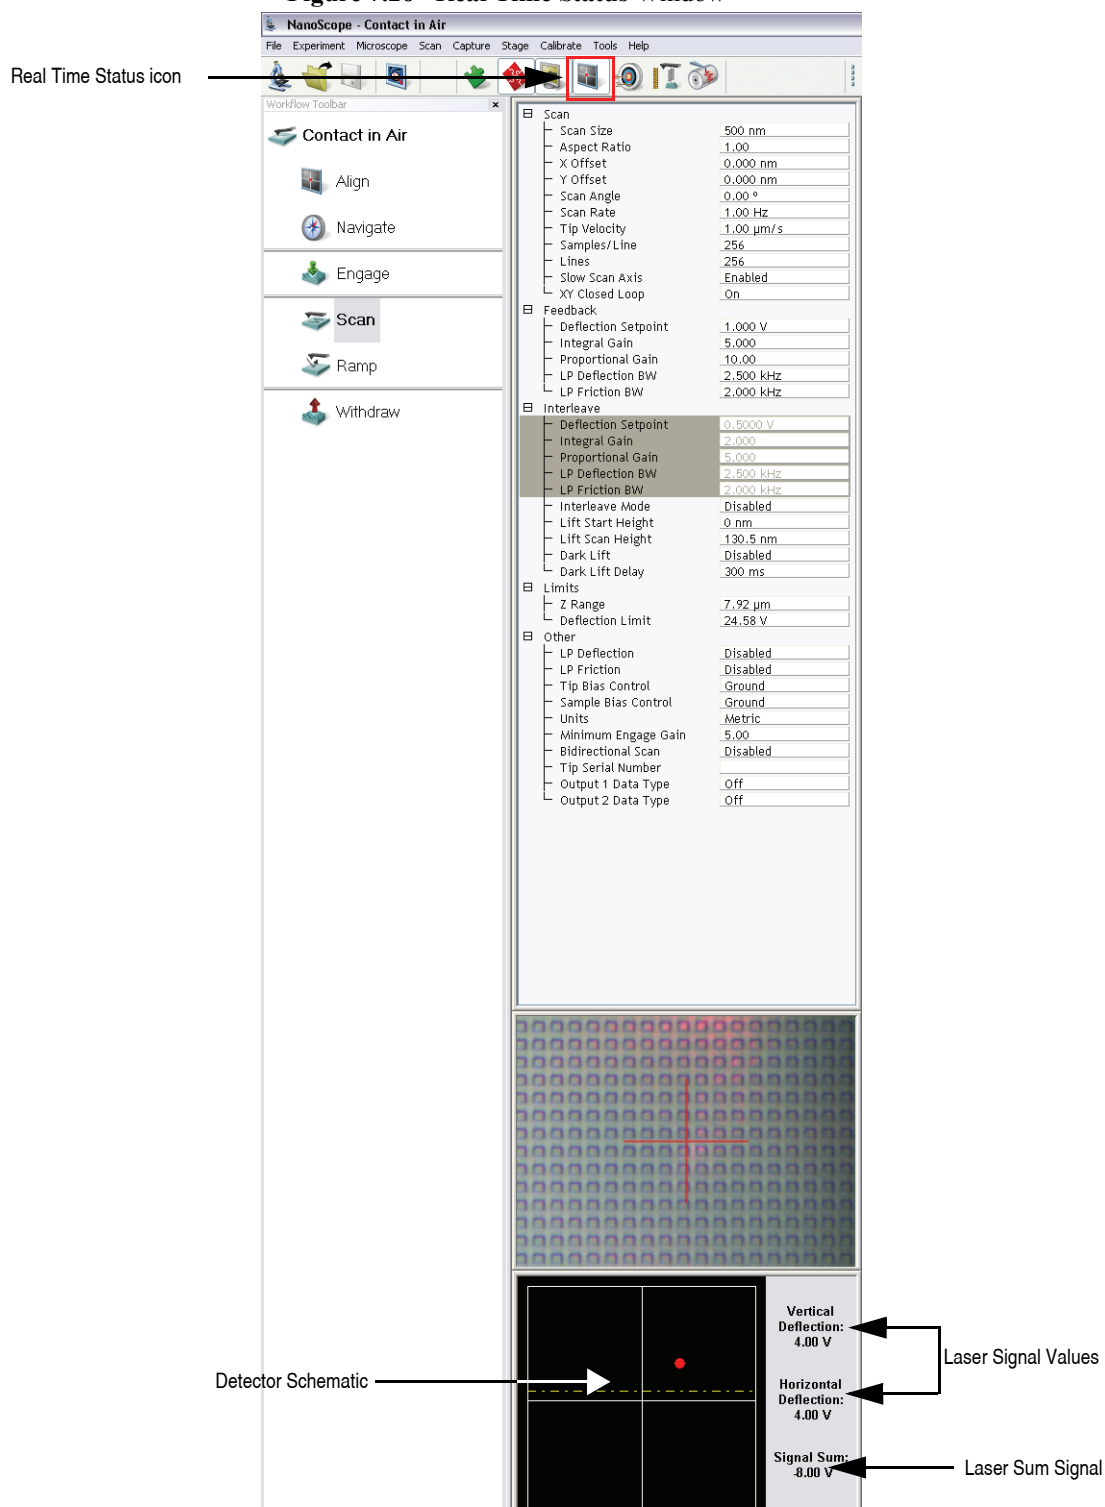 NanoScope - Contact in Air
File Experiment Microscope Scan Capture Stage Calibrate Tools Help
Real Time Status icon
Workflow Toolbar x
Contact in Air
Align
Navigate
Engage
Scan
Ramp
Withdraw
Scan
Scan Size 500 nm
Aspect Ratio 1.00
X Offset 0.000 nm
Y Offset 0.000 nm
Scan Angle 0.00 º
Scan Rate 1.00 Hz
Tip Velocity 1.00 µm/s
Samples/Line 256
Lines 256
Slow Scan Axis Enabled
XY Closed Loop On
Feedback
Deflection Setpoint 1.000 V
Integral Gain 5.000
Proportional Gain 10.00
LP Deflection BW 2.500 kHz
LP Friction BW 2.000 kHz
Interleave
Deflection Setpoint 0.5000 V
Integral Gain 2.000
Proportional Gain 5.000
LP Deflection BW 2.500 kHz
LP Friction BW 2.000 kHz
Interleave Mode Disabled
Lift Start Height 0 nm
Lift Scan Height 130.5 nm
Dark Lift Disabled
Dark Lift Delay 300 ms
Limits
Z Range 7.92 µm
Deflection Limit 24.58 V
Other
LP Deflection Disabled
LP Friction Disabled
Tip Bias Control Ground
Sample Bias Control Ground
Units Metric
Minimum Engage Gain 5.00
Bidirectional Scan Disabled
Tip Serial Number
Output 1 Data Type Off
Output 2 Data Type Off
Vertical
Deflection:
4.00 V
Laser Signal Values
Detector Schematic
Horizontal
Deflection:
4.00 V
Signal Sum:
-8.00 V
Laser Sum Signal